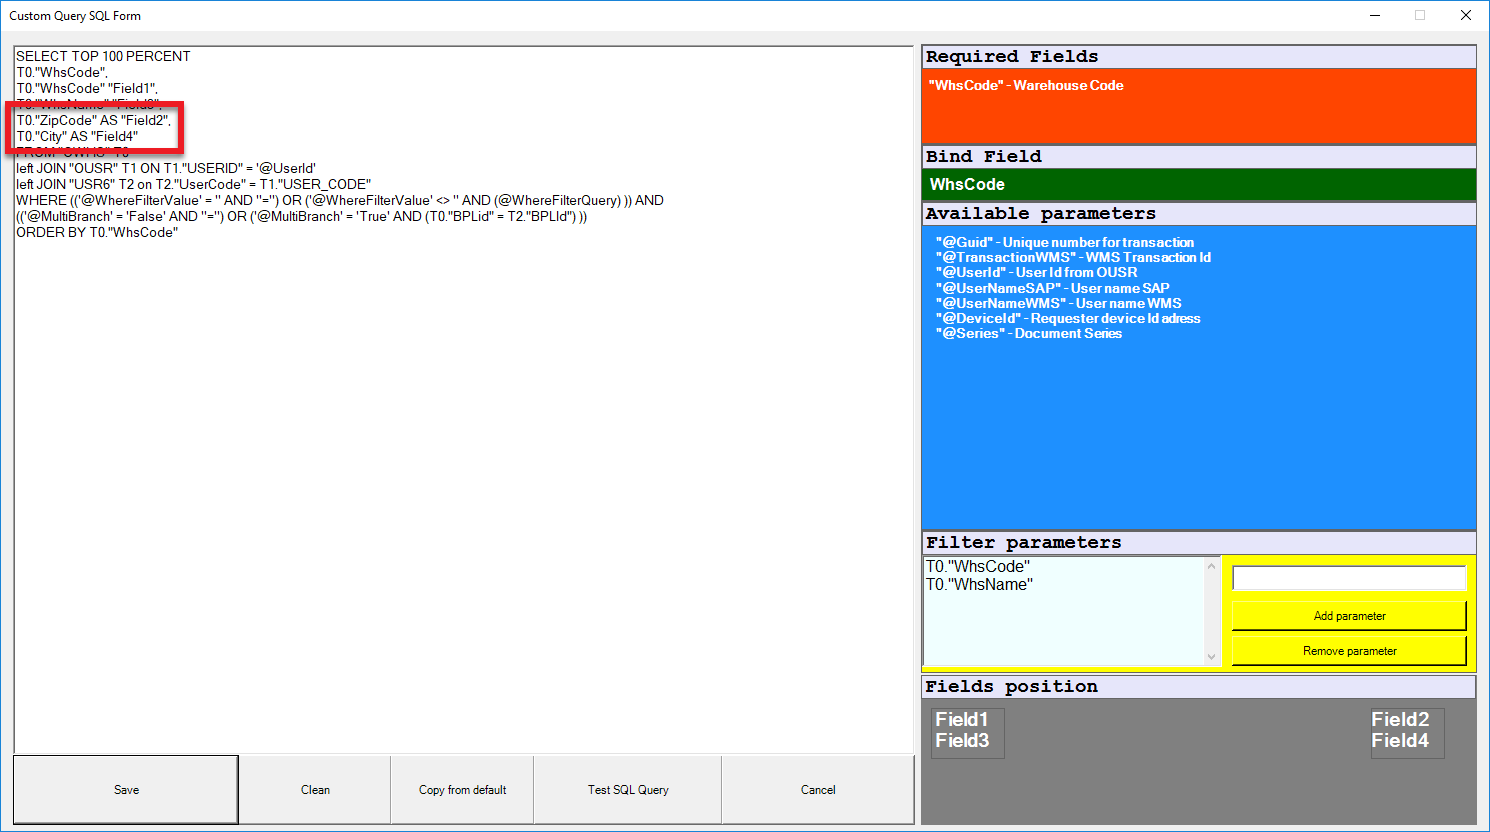 Custom Query SQL Form
SELECT TOP 100 PERCENT
T0."WhsCode",
T0."WhsCode" "Field1",
T0."WhsName" "Field3",
T0."ZipCode" AS "Field2",
T0."City" AS "Field4"
FROM "OWHS" T0
left JOIN "OUSR" T1 ON T1."USERID" = '@UserId'
left JOIN "USR6" T2 on T2."UserCode" = T1."USER_CODE"
WHERE (('@WhereFilterValue' = '' AND ''='') OR ('@WhereFilterValue' <> '' AND (@WhereFilterQuery) )) AND
(('@MultiBranch' = 'False' AND ''='') OR ('@MultiBranch' = 'True' AND (T0."BPLid" = T2."BPLId") ))
ORDER BY T0."WhsCode"
Save
Clean
Copy from default
Test SQL Query
Cancel
Required Fields
"WhsCode" - Warehouse Code
Bind Field
WhsCode
Available parameters
"@Guid" - Unique number for transaction
"@TransactionWMS" - WMS Transaction Id
"@UserId" - User Id from OUSR
"@UserNameSAP" - User name SAP
"@UserNameWMS" - User name WMS
"@DeviceId" - Requester device Id adress
"@Series" - Document Series
Filter parameters
T0."WhsCode"
T0."WhsName"
Add parameter
Remove parameter
Fields position
Field1
Field3
Field2
Field4